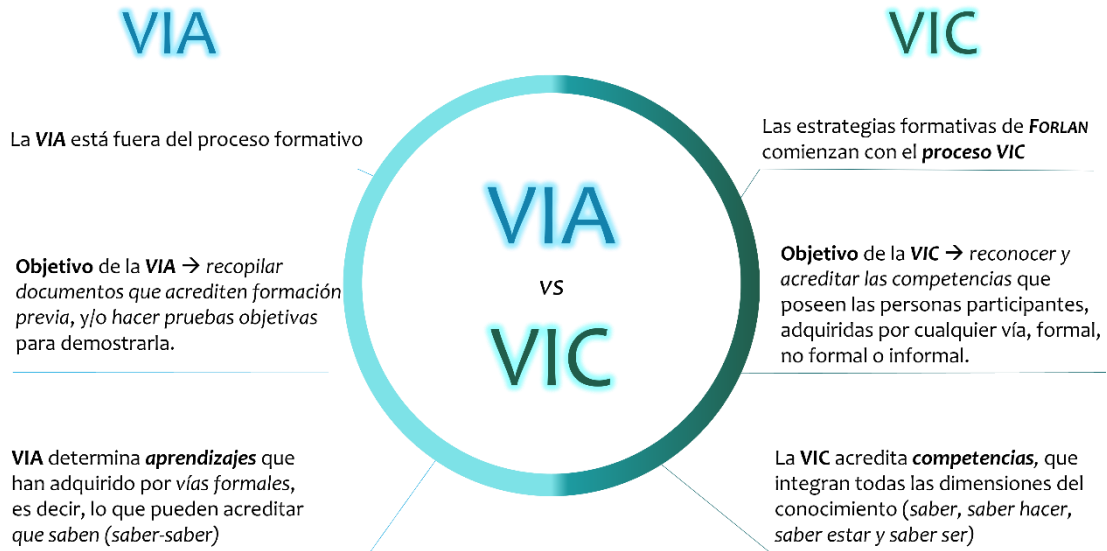 VIA
La VIA está fuera del proceso formativo
Objetivo de la VIA → recopilar
documentos que acrediten formación
previa, y/o hacer pruebas objetivas
para demostrarla.
VIA determina aprendizajes que
han adquirido por vías formales,
es decir, lo que pueden acreditar
que saben (saber-saber)
VIA
vs
VIC
VIC
Las estrategias formativas de FORLAN
comienzan con el proceso VIC
Objetivo de la VIC → reconocer y
acreditar las competencias que
poseen las personas participantes,
adquiridas por cualquier vía, formal,
no formal o informal.
La VIC acredita competencias, que
integran todas las dimensiones del
conocimiento (saber, saber hacer,
saber estar y saber ser)